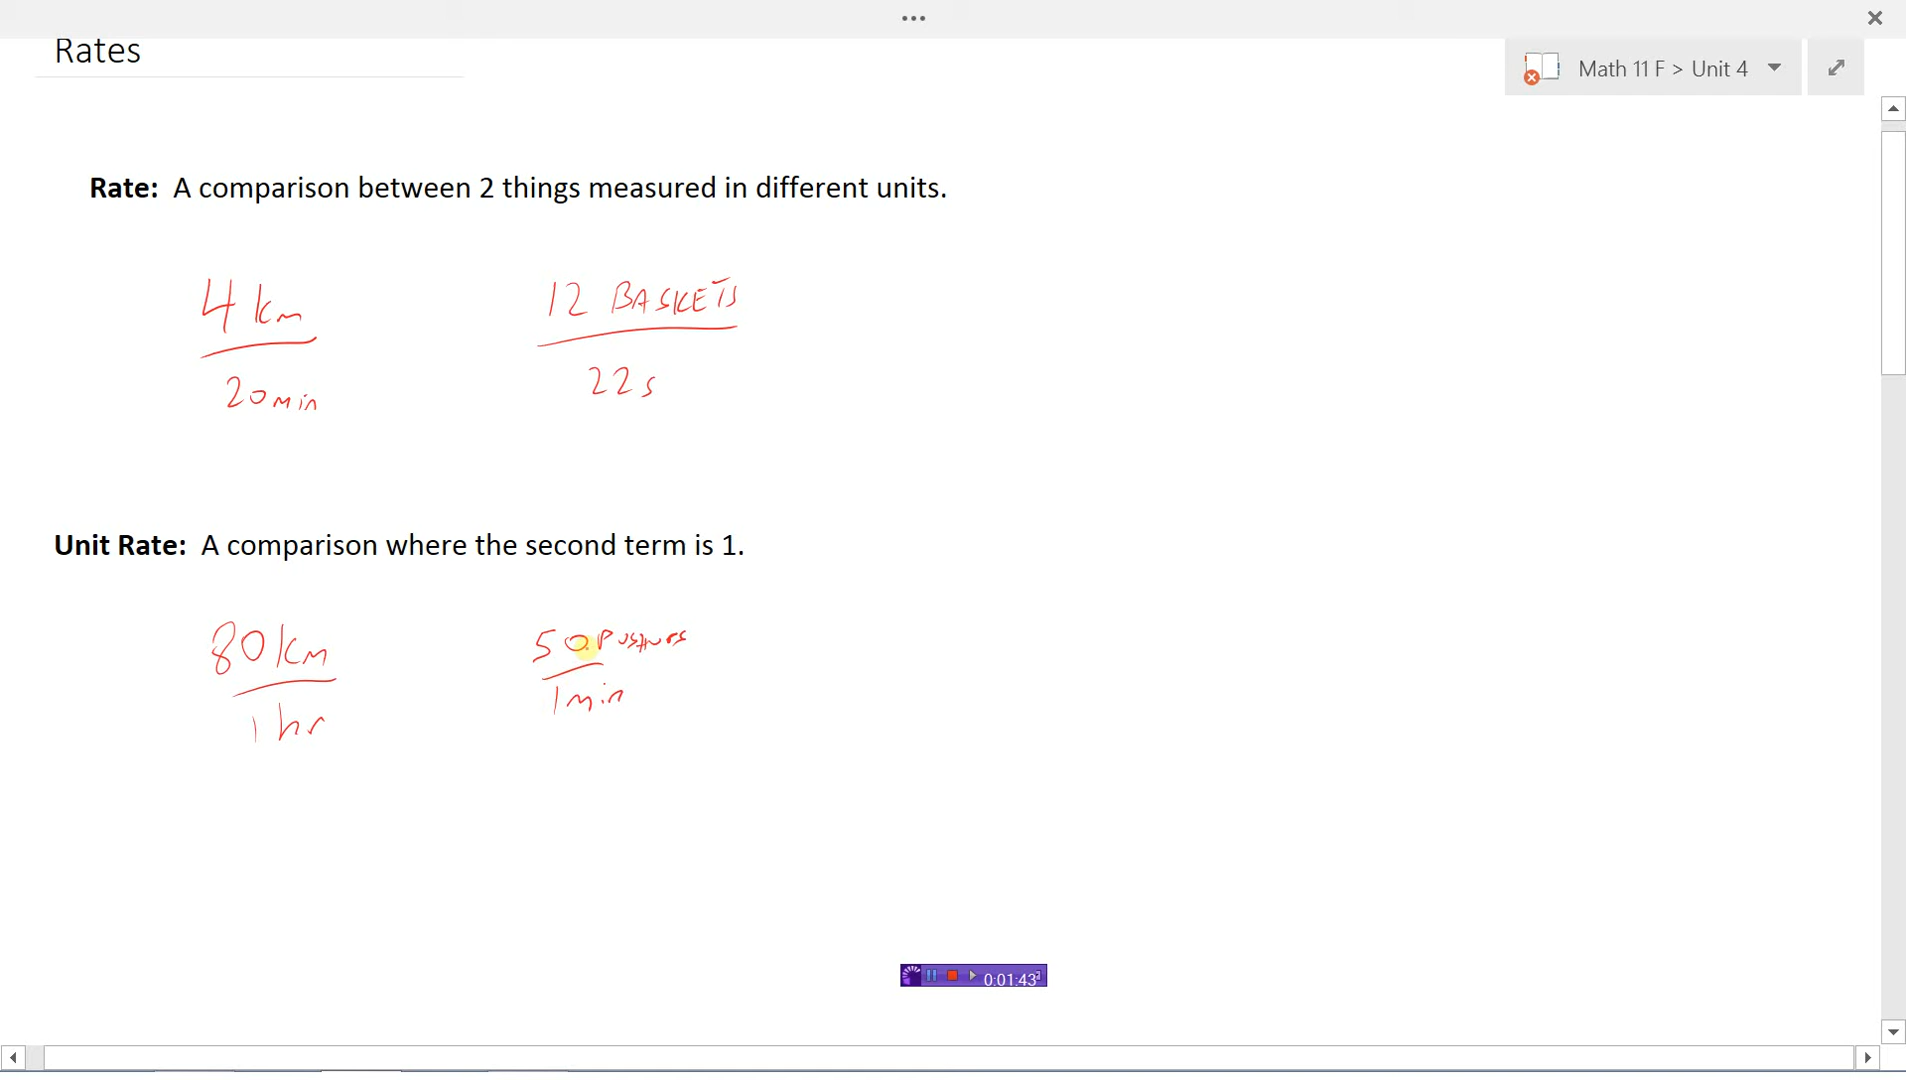 ...
Rates
Math 11 F > Unit 4
Rate: A comparison between 2 things measured in different units.
4 km
20 min
12 BASKETS
22 s
Unit Rate: A comparison where the second term is 1.
80 km
1 hr
50 PUSHUPS
1 min
0:01:43